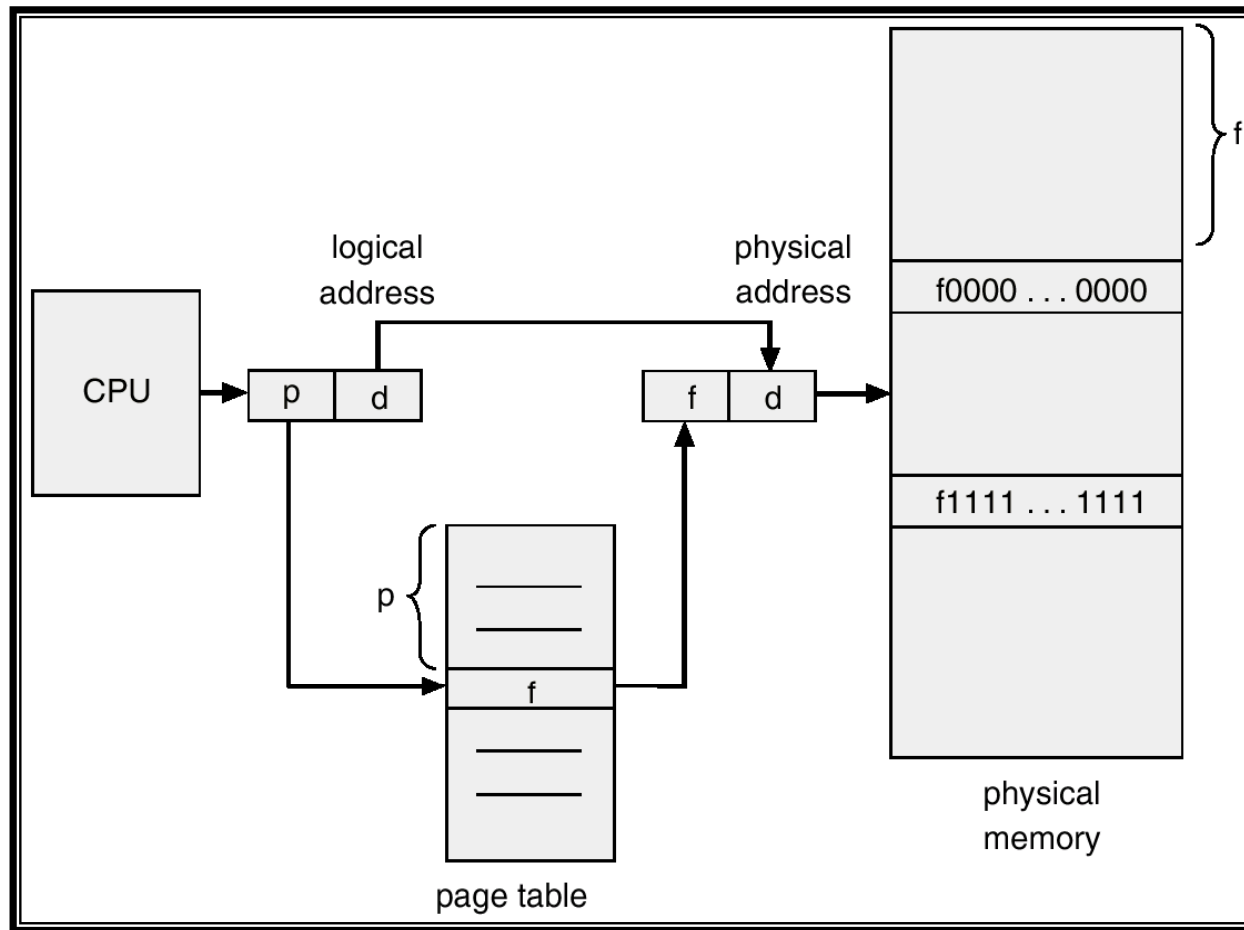 f
logical
address
physical
address
f0000 . . . 0000
CPU
p
d
f
d
f1111 . . . 1111
p
f
physical
memory
page table